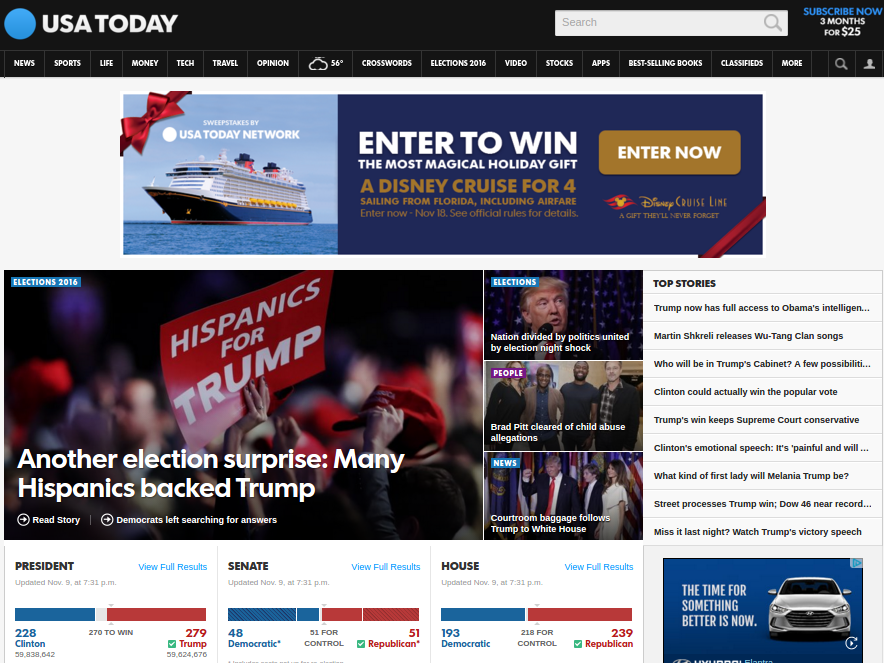 USA TODAY
Search
SUBSCRIBE NOW
3 MONTHS
FOR $25
NEWS
SPORTS
LIFE
MONEY
TECH
TRAVEL
OPINION
56°
CROSSWORDS
ELECTIONS 2016
VIDEO
STOCKS
APPS
BEST-SELLING BOOKS
CLASSIFIEDS
MORE
SWEEPSTAKES BY
USA TODAY NETWORK
ENTER TO WIN
THE MOST MAGICAL HOLIDAY GIFT
A DISNEY CRUISE FOR 4
SAILING FROM FLORIDA, INCLUDING AIRFARE
Enter now - Nov 18. See official rules for details.
ENTER NOW
Disney CRUISE LINE
A GIFT THEY'LL NEVER FORGET
ELECTIONS 2016
HISPANICS
FOR
TRUMP
Another election surprise: Many
Hispanics backed Trump
Read Story
Democrats left searching for answers
ELECTIONS
Nation divided by politics united
by election night shock
PEOPLE
Brad Pitt cleared of child abuse
allegations
NEWS
Courtroom baggage follows
Trump to White House
TOP STORIES
Trump now has full access to Obama's intelligen...
Martin Shkreli releases Wu-Tang Clan songs
Who will be in Trump's Cabinet? A few possibiliti...
Clinton could actually win the popular vote
Trump's win keeps Supreme Court conservative
Clinton's emotional speech: It's 'painful and will ...
What kind of first lady will Melania Trump be?
Street processes Trump win; Dow 46 near record...
Miss it last night? Watch Trump's victory speech
PRESIDENT
View Full Results
Updated Nov. 9, at 7:31 p.m.
228
270 TO WIN
279
Clinton
Trump
59,838,642
59,624,676
SENATE
View Full Results
Updated Nov. 9, at 7:31 p.m.
48
51 FOR
CONTROL
51
Democratic*
Republican*
HOUSE
View Full Results
Updated Nov. 9, at 7:31 p.m.
193
218 FOR
CONTROL
239
Democratic
Republican
THE TIME FOR
SOMETHING
BETTER IS NOW.
HYUNDAI Elantra